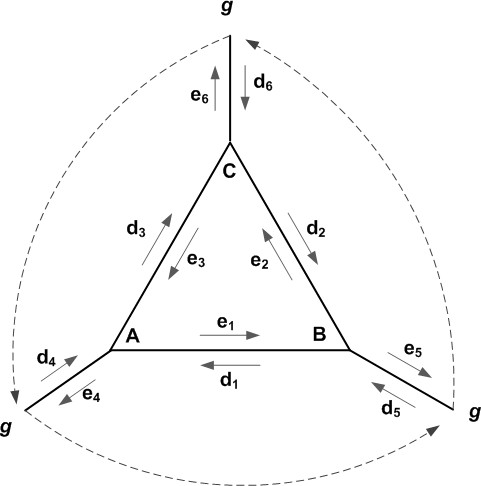 g
e₆ d₆
C
d₃ d₂
e₃ e₂
A e₁ B
d₄ d₁ e₅
e₄ d₅
g g